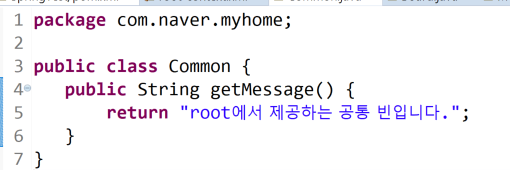 1 package com.naver.myhome;
2
3 public class Common {
4 public String getMessage() {
5 return "root에서 제공하는 공통 빈입니다.";
6 }
7 }